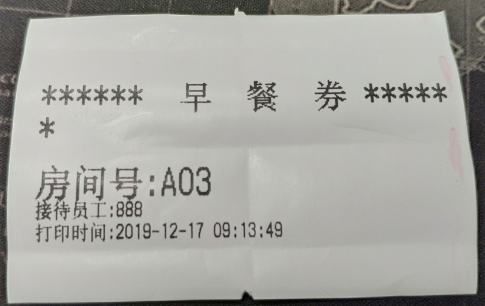 ****** 早 餐 券 *****
*
房间号:A03
接待员工:888
打印时间:2019-12-17 09:13:49